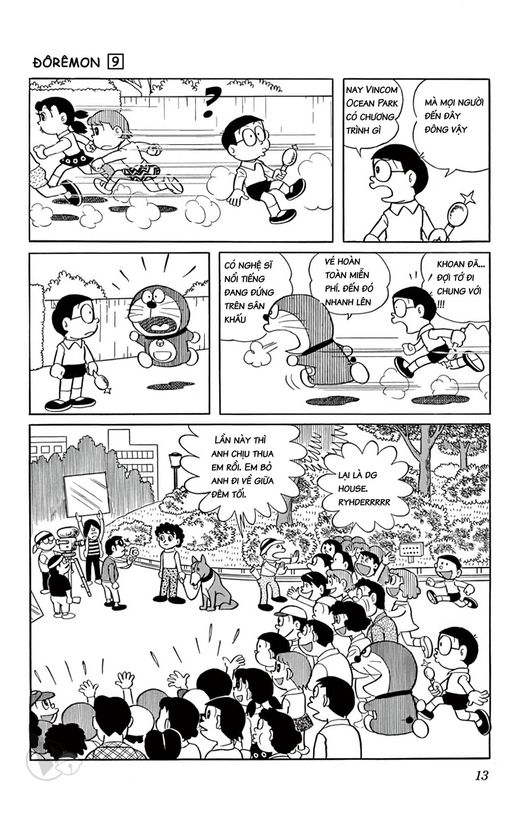 ĐÔRÊMON 9
?
NAY VINCOM
OCEAN PARK
CÓ CHƯƠNG
TRÌNH GÌ
MÀ MỌI NGƯỜI
ĐẾN ĐÂY
ĐÔNG VẬY
CÓ NGHỆ SĨ
NỔI TIẾNG
ĐANG ĐỨNG
TRÊN SÂN
KHẤU
VÉ HOÀN
TOÀN MIỄN
PHÍ. ĐẾN ĐÓ
NHANH LÊN
KHOAN ĐÃ...
ĐỢI TỚ ĐI
CHUNG VỚI
!!!
LẦN NÀY THÌ
ANH CHỊU THUA
EM RỒI. EM BỎ
ANH ĐI VỀ GIỮA
ĐÊM TỐI.
LẠI LÀ DG
HOUSE.
RYHDERRRRR
13